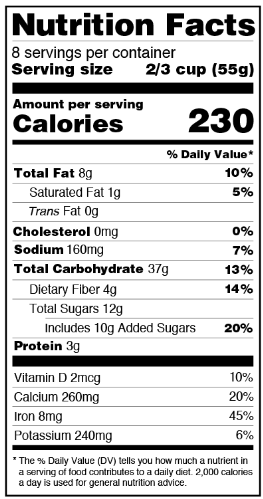 Nutrition Facts
8 servings per container
Serving size 2/3 cup (55g)
Amount per serving
Calories 230
% Daily Value*
Total Fat 8g 10%
Saturated Fat 1g 5%
Trans Fat 0g
Cholesterol 0mg 0%
Sodium 160mg 7%
Total Carbohydrate 37g 13%
Dietary Fiber 4g 14%
Total Sugars 12g
Includes 10g Added Sugars 20%
Protein 3g
Vitamin D 2mcg 10%
Calcium 260mg 20%
Iron 8mg 45%
Potassium 240mg 6%
* The % Daily Value (DV) tells you how much a nutrient in
a serving of food contributes to a daily diet. 2,000 calories
a day is used for general nutrition advice.